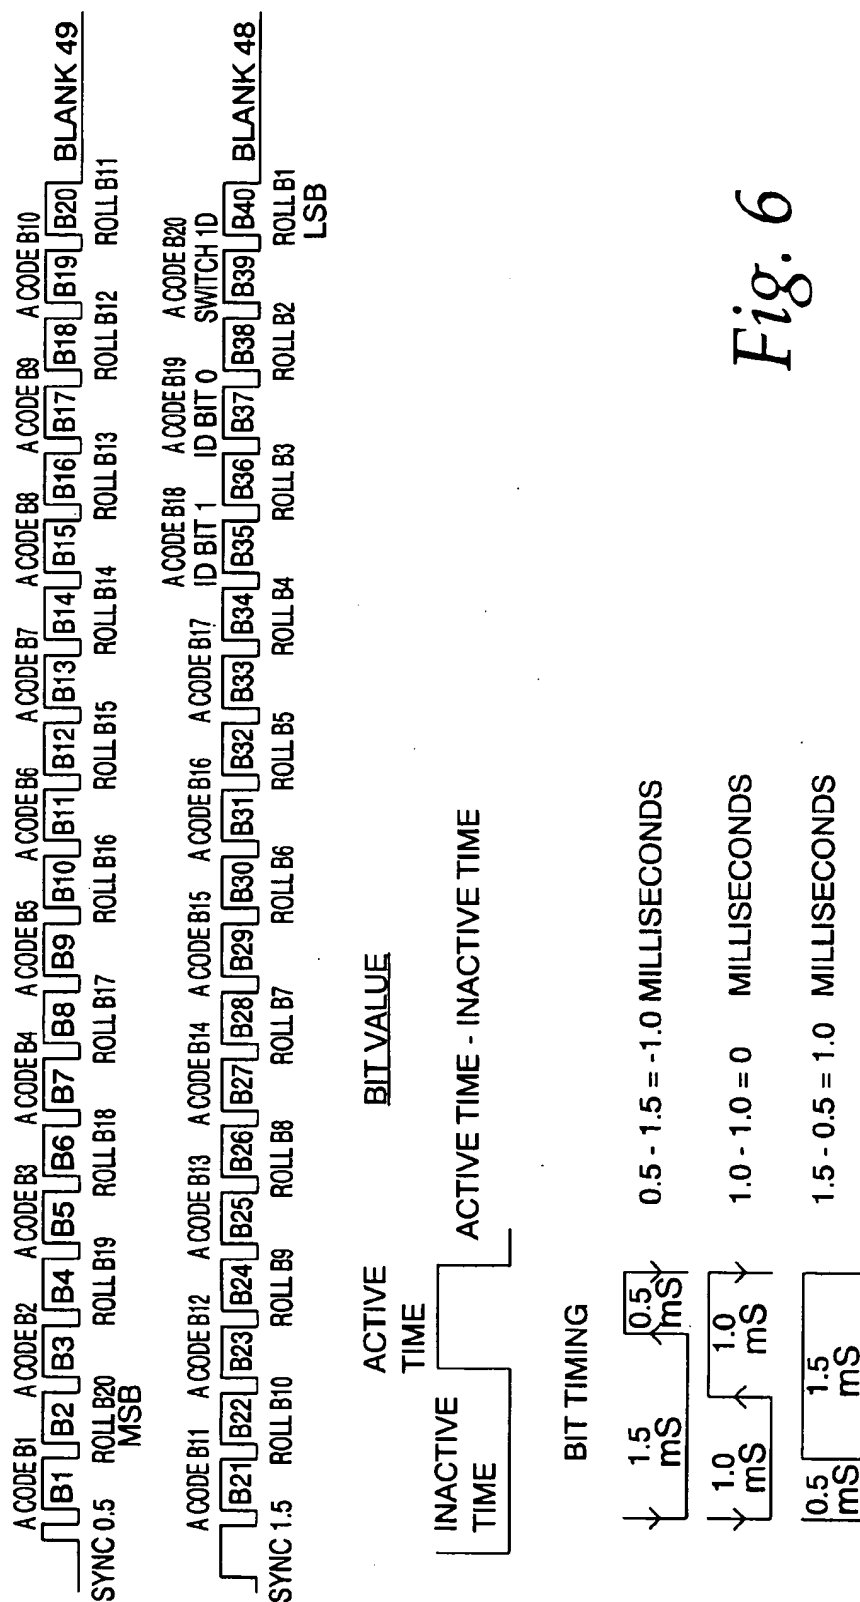 A CODE B1 A CODE B2 A CODE B3 A CODE B4 A CODE B5 A CODE B6 A CODE B7 A CODE B8 A CODE B9 A CODE B10
B1 B2 B3 B4 B5 B6 B7 B8 B9 B10 B11 B12 B13 B14 B15 B16 B17 B18 B19 B20 BLANK 49
SYNC 0.5 ROLL B20 ROLL B19 ROLL B18 ROLL B17 ROLL B16 ROLL B15 ROLL B14 ROLL B13 ROLL B12 ROLL B11
MSB
A CODE B18 A CODE B19 A CODE B20
A CODE B11 A CODE B12 A CODE B13 A CODE B14 A CODE B15 A CODE B16 A CODE B17 ID BIT 1 ID BIT 0 SWITCH 1D
B21 B22 B23 B24 B25 B26 B27 B28 B29 B30 B31 B32 B33 B34 B35 B36 B37 B38 B39 B40 BLANK 48
SYNC 1.5 ROLL B10 ROLL B9 ROLL B8 ROLL B7 ROLL B6 ROLL B5 ROLL B4 ROLL B3 ROLL B2 ROLL B1
LSB
BIT VALUE
ACTIVE
TIME
INACTIVE
TIME
ACTIVE TIME - INACTIVE TIME
BIT TIMING
1.5
mS
0.5
mS
0.5 - 1.5 = -1.0 MILLISECONDS
1.0
mS
1.0
mS
1.0 - 1.0 = 0 MILLISECONDS
0.5
mS
1.5
mS
1.5 - 0.5 = 1.0 MILLISECONDS
Fig. 6